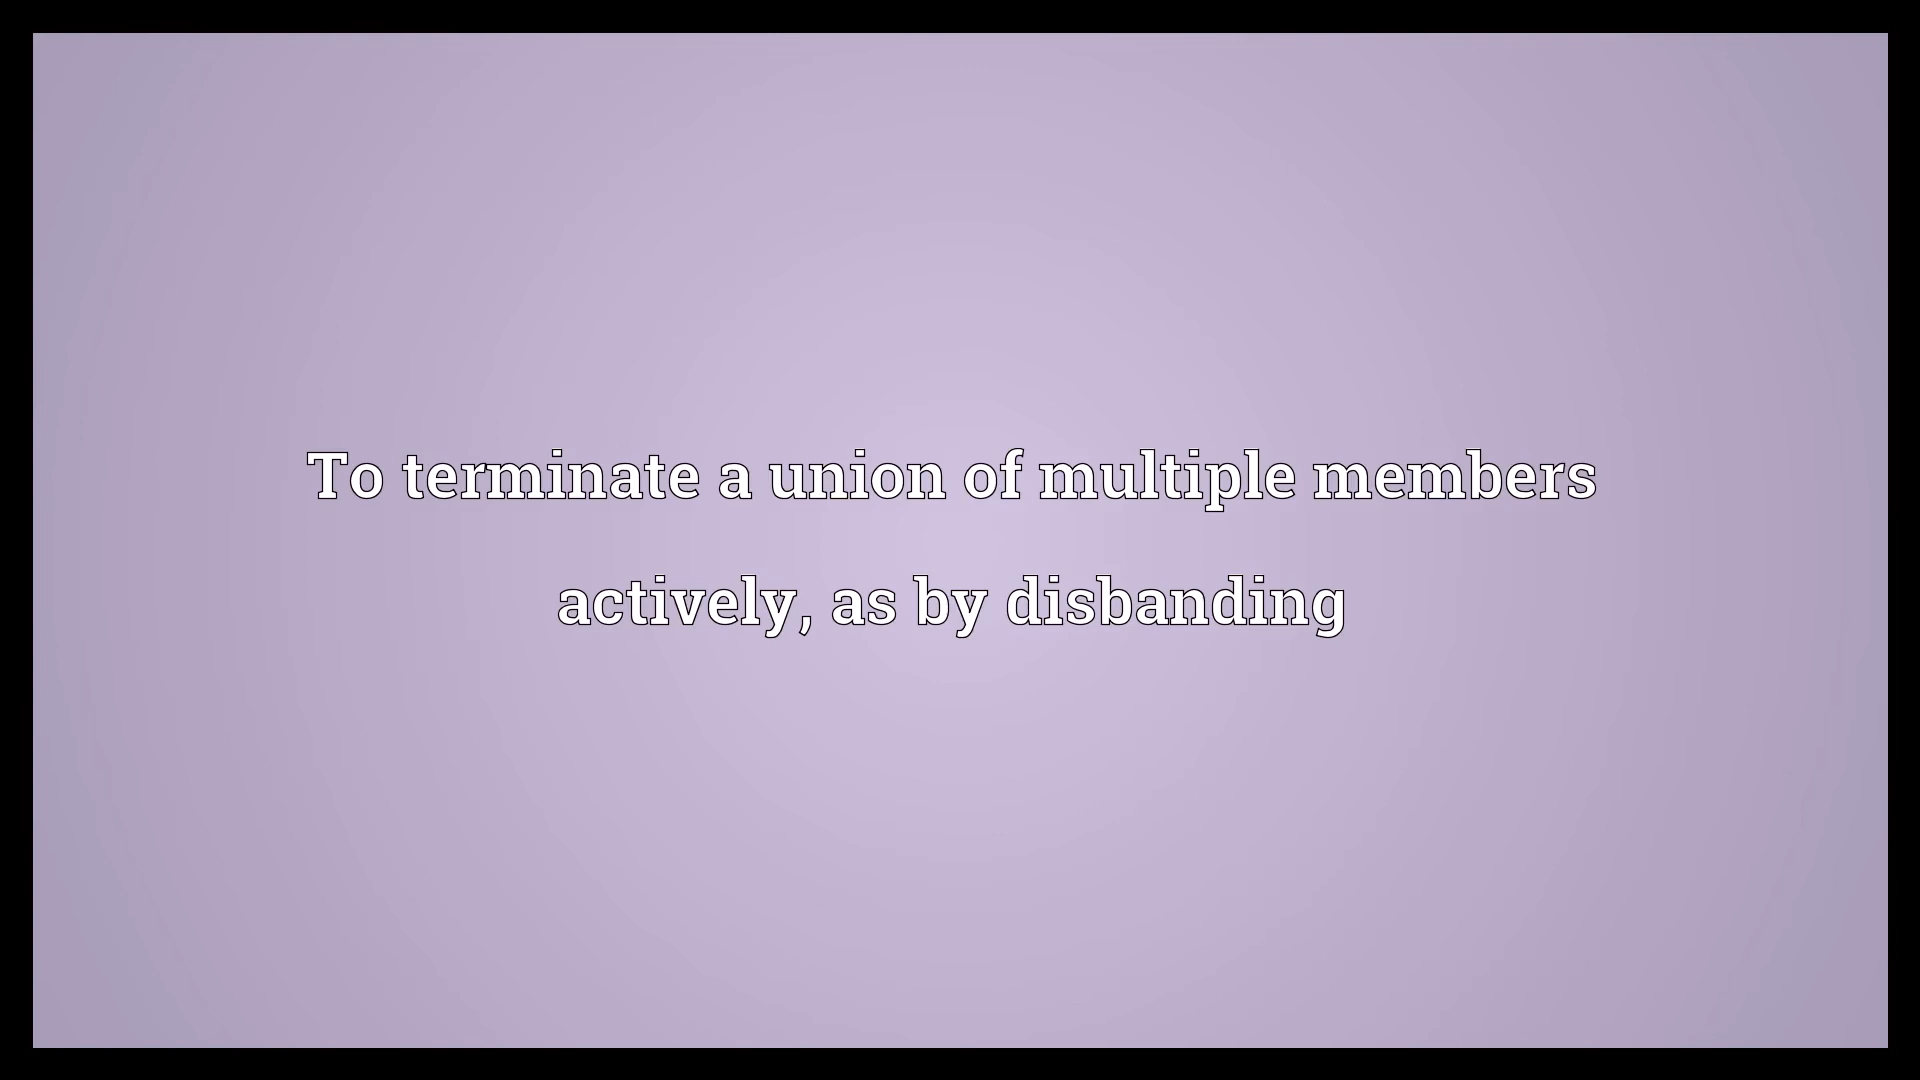 To terminate a union of multiple members
actively, as by disbanding